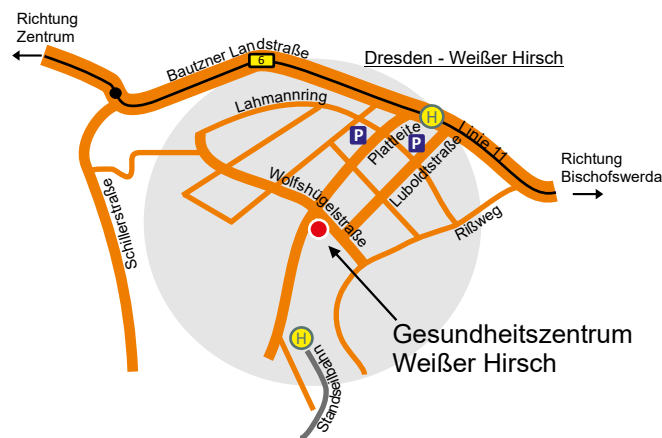 Richtung
Zentrum
Bautzner Landstraße
6
Dresden - Weißer Hirsch
Lahmannring
P
Plattleite
P
H
Linie 11
Luboldtstraße
Richtung
Bischofswerda
Wolfshügelstraße
Rißweg
Schillerstraße
Gesundheitszentrum
Weißer Hirsch
H
Standseilbahn